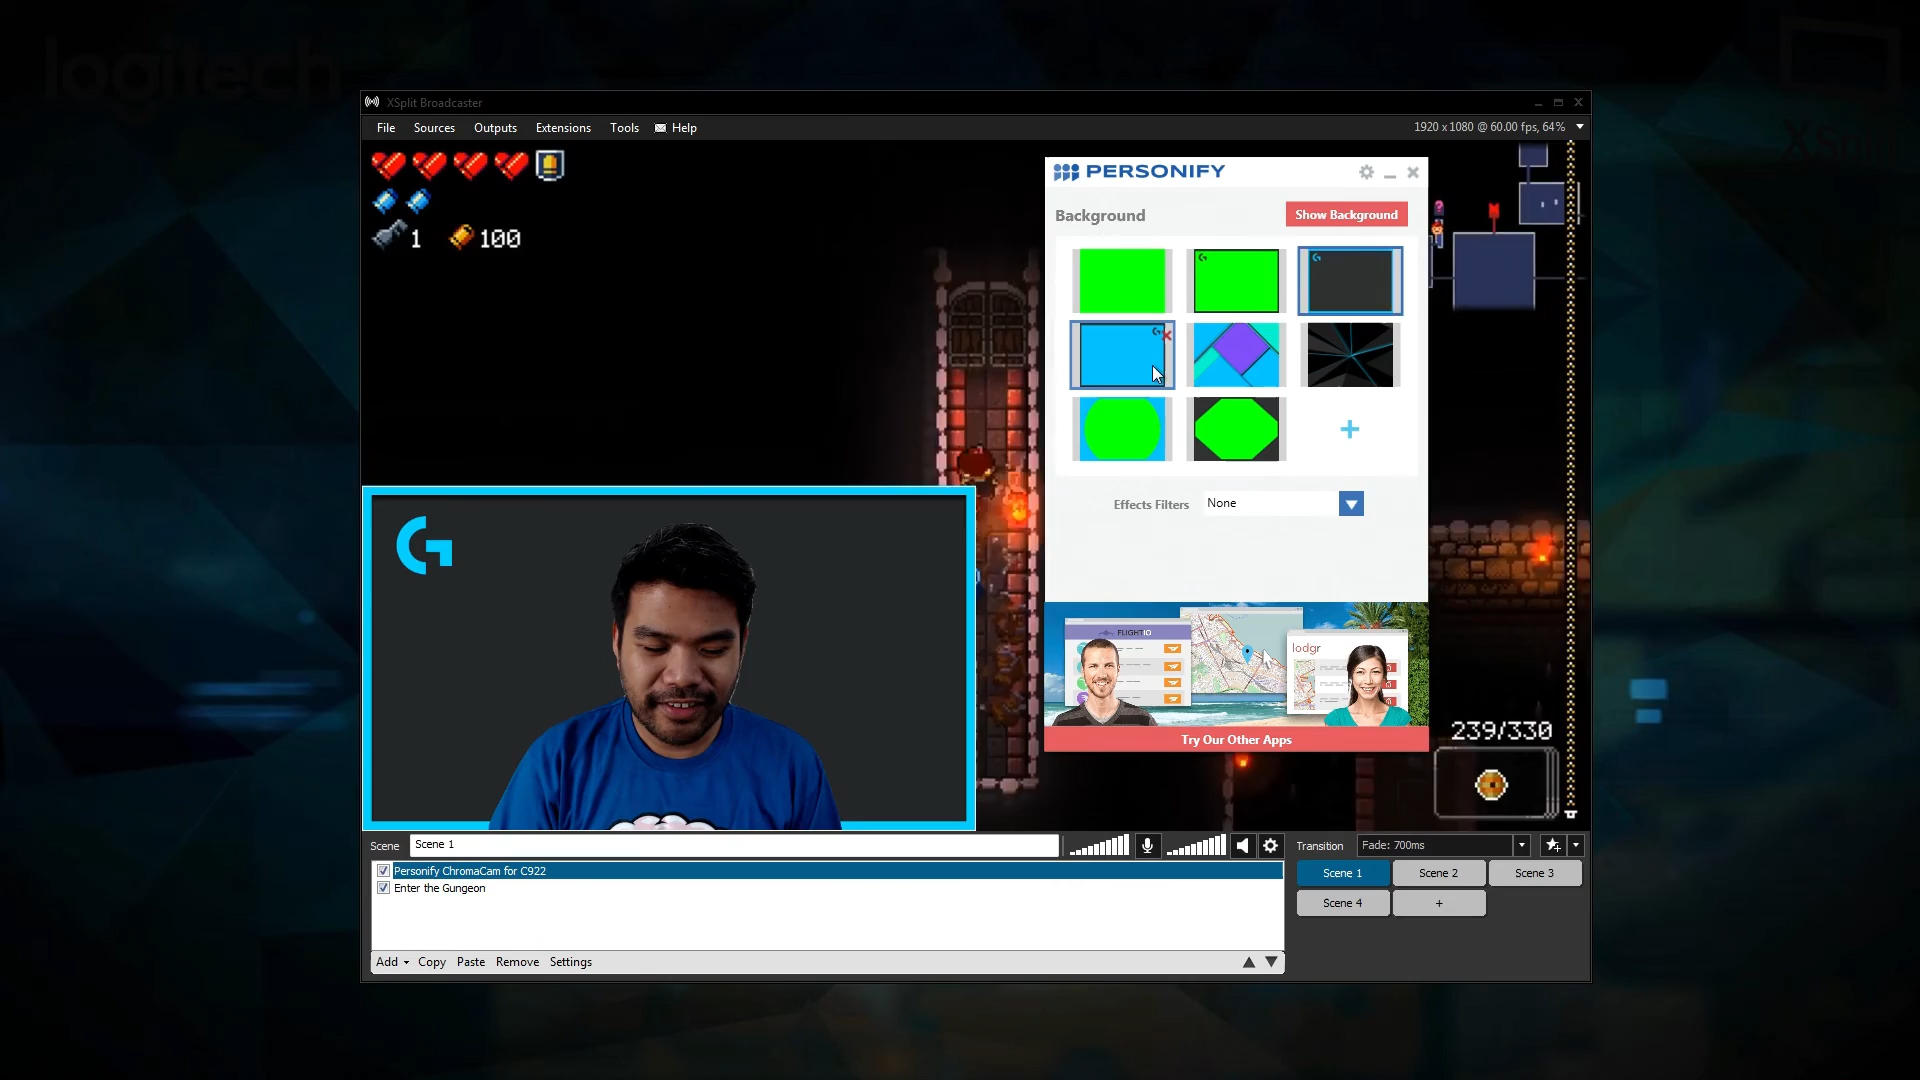 logitech
XSplit Broadcaster
File Sources Outputs Extensions Tools Help
1920 x 1080 @ 60.00 fps, 64%
1
100
PERSONIFY
Background
Show Background
Effects Filters
None
FLIGHTIO
lodgr
Try Our Other Apps
239/330
Scene
Scene 1
Transition
Fade: 700ms
Personify ChromaCam for C922
Enter the Gungeon
Scene 1
Scene 2
Scene 3
Scene 4
+
Add Copy Paste Remove Settings